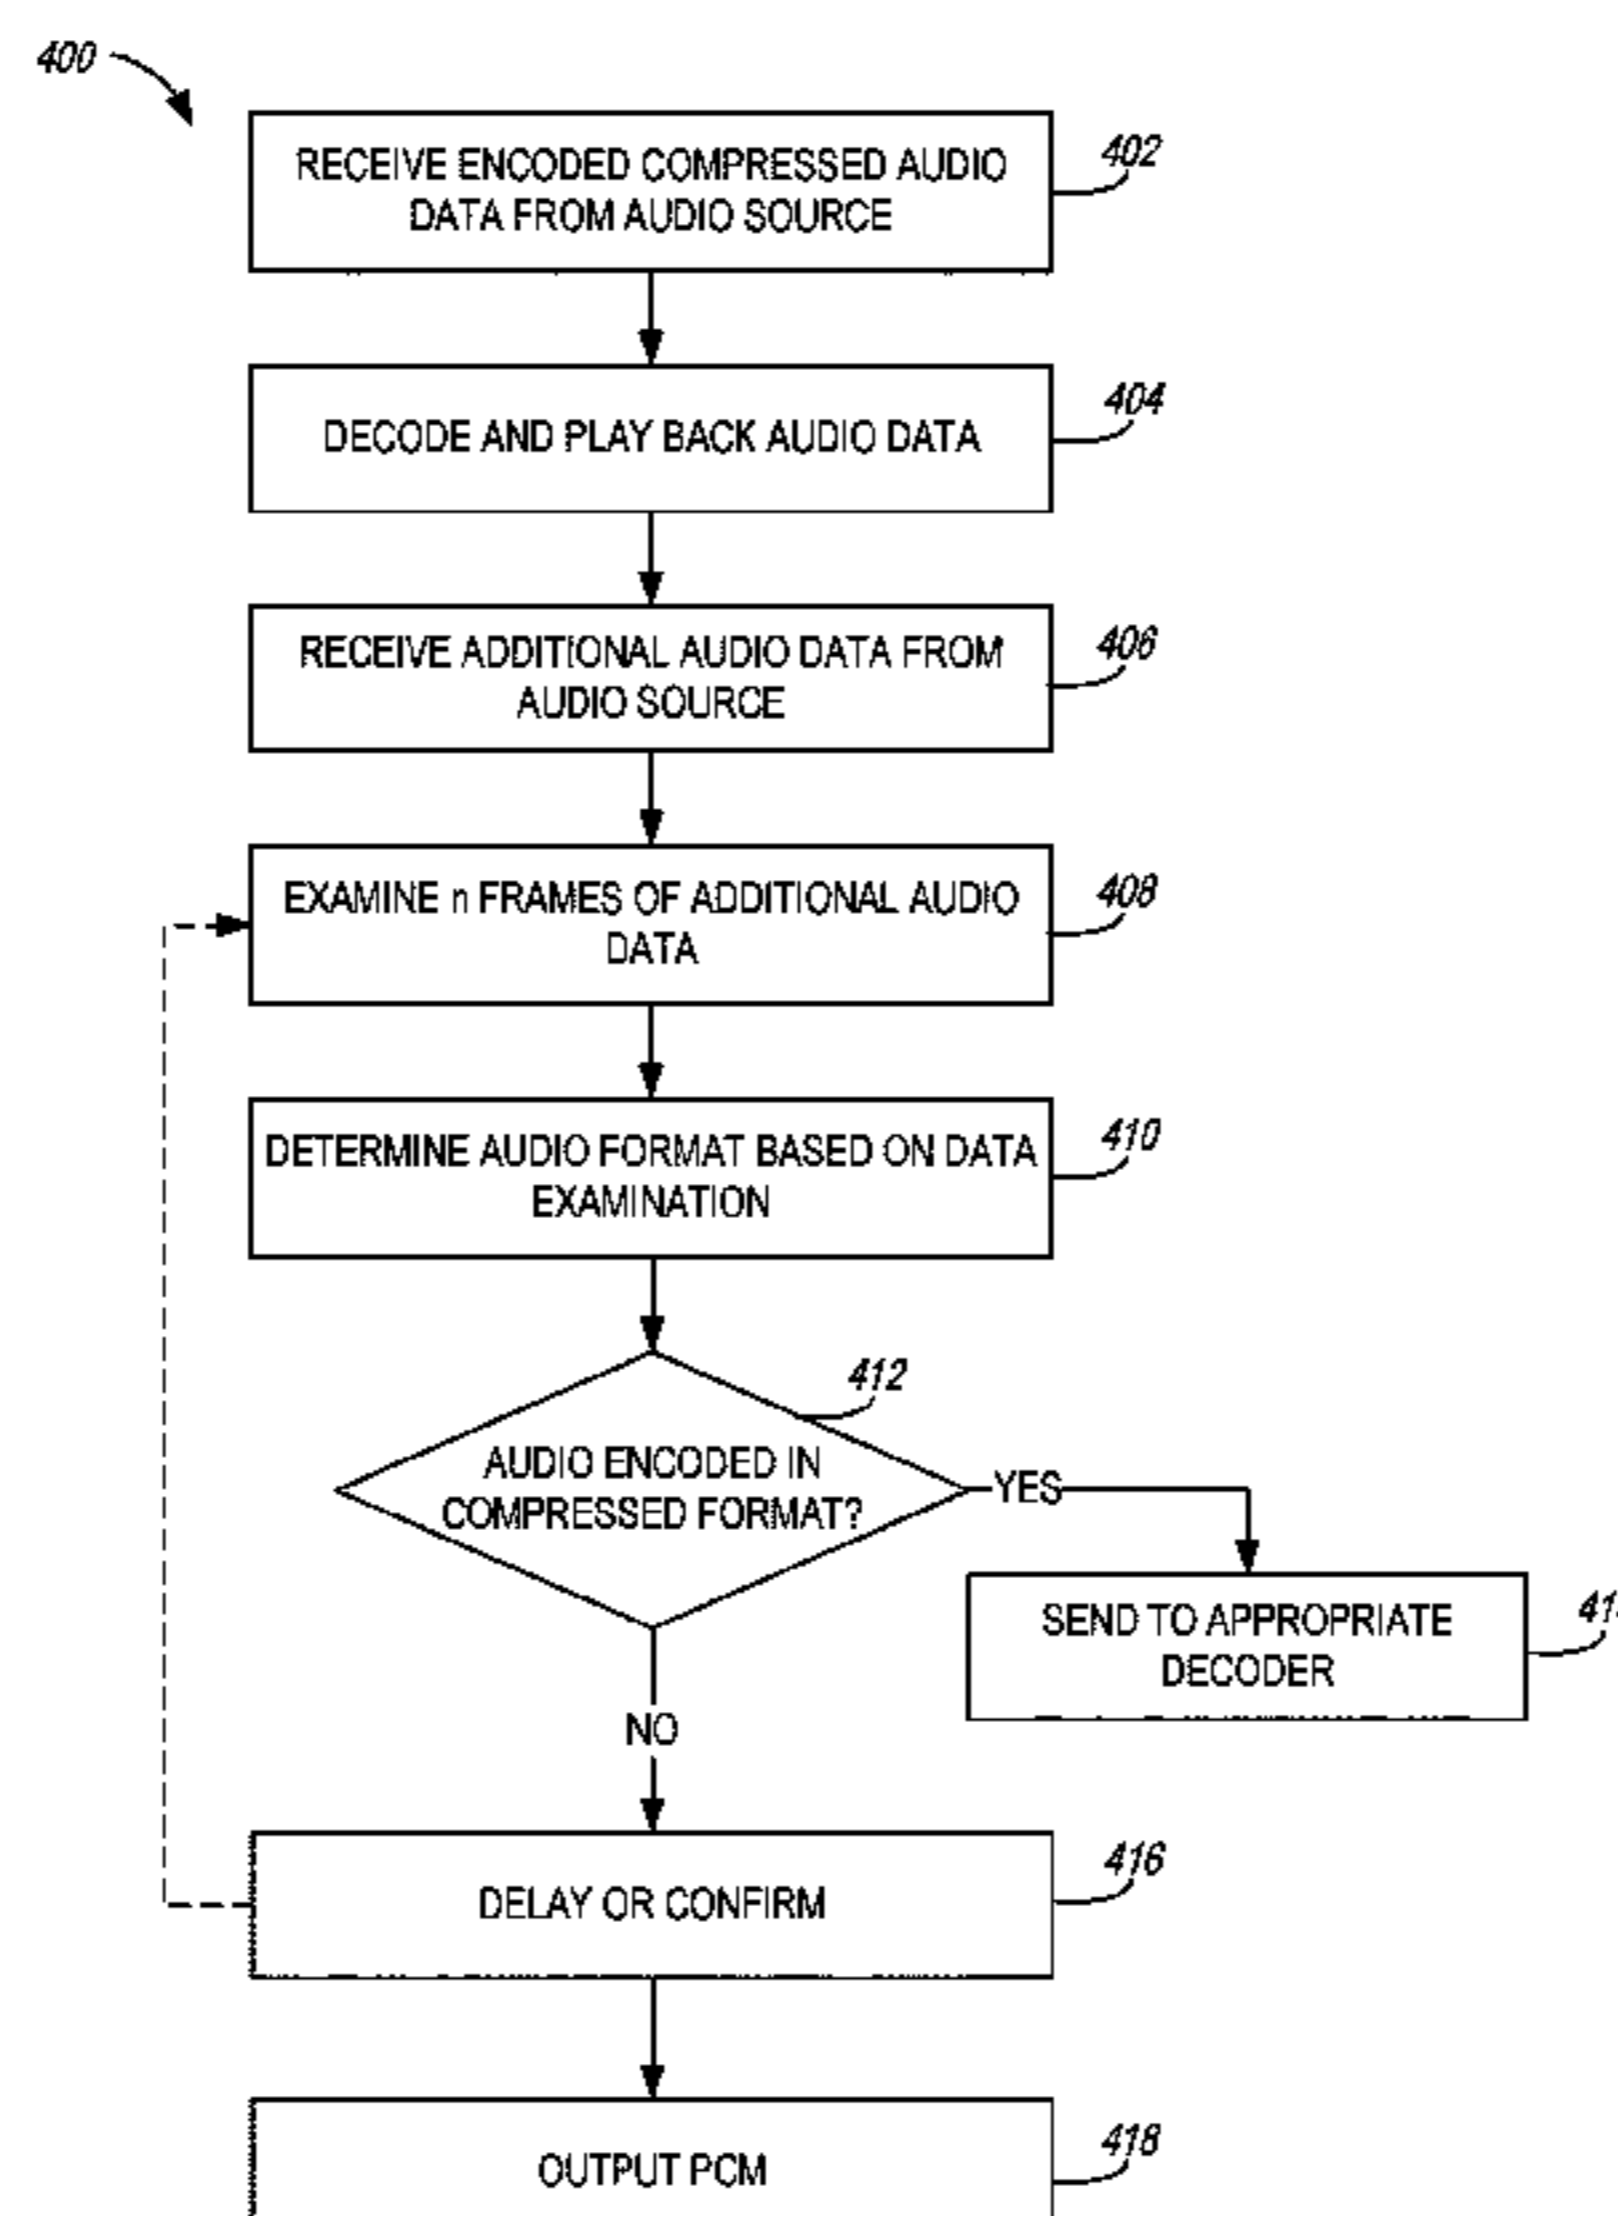 400
RECEIVE ENCODED COMPRESSED AUDIO
DATA FROM AUDIO SOURCE
402
DECODE AND PLAY BACK AUDIO DATA
404
RECEIVE ADDITIONAL AUDIO DATA FROM
AUDIO SOURCE
406
EXAMINE n FRAMES OF ADDITIONAL AUDIO
DATA
408
DETERMINE AUDIO FORMAT BASED ON DATA
EXAMINATION
410
412
AUDIO ENCODED IN
COMPRESSED FORMAT?
YES
SEND TO APPROPRIATE
DECODER
NO
DELAY OR CONFIRM
416
OUTPUT PCM
418